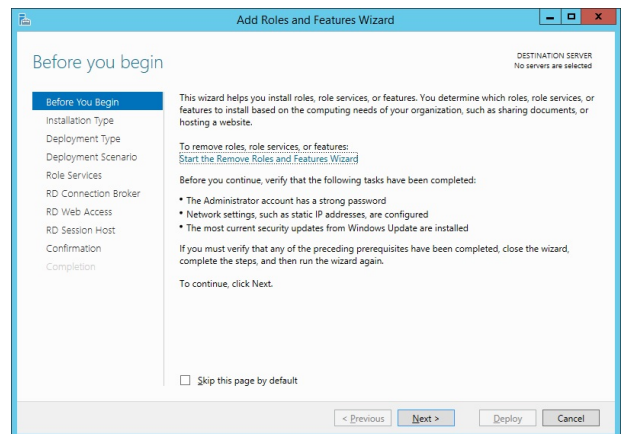 Add Roles and Features Wizard
Before you begin
DESTINATION SERVER
No servers are selected
Before You Begin
Installation Type
Deployment Type
Deployment Scenario
Role Services
RD Connection Broker
RD Web Access
RD Session Host
Confirmation
Completion
This wizard helps you install roles, role services, or features. You determine which roles, role services, or
features to install based on the computing needs of your organization, such as sharing documents, or
hosting a website.
To remove roles, role services, or features:
Start the Remove Roles and Features Wizard
Before you continue, verify that the following tasks have been completed:
• The Administrator account has a strong password
• Network settings, such as static IP addresses, are configured
• The most current security updates from Windows Update are installed
If you must verify that any of the preceding prerequisites have been completed, close the wizard,
complete the steps, and then run the wizard again.
To continue, click Next.
Skip this page by default
< Previous
Next >
Deploy
Cancel